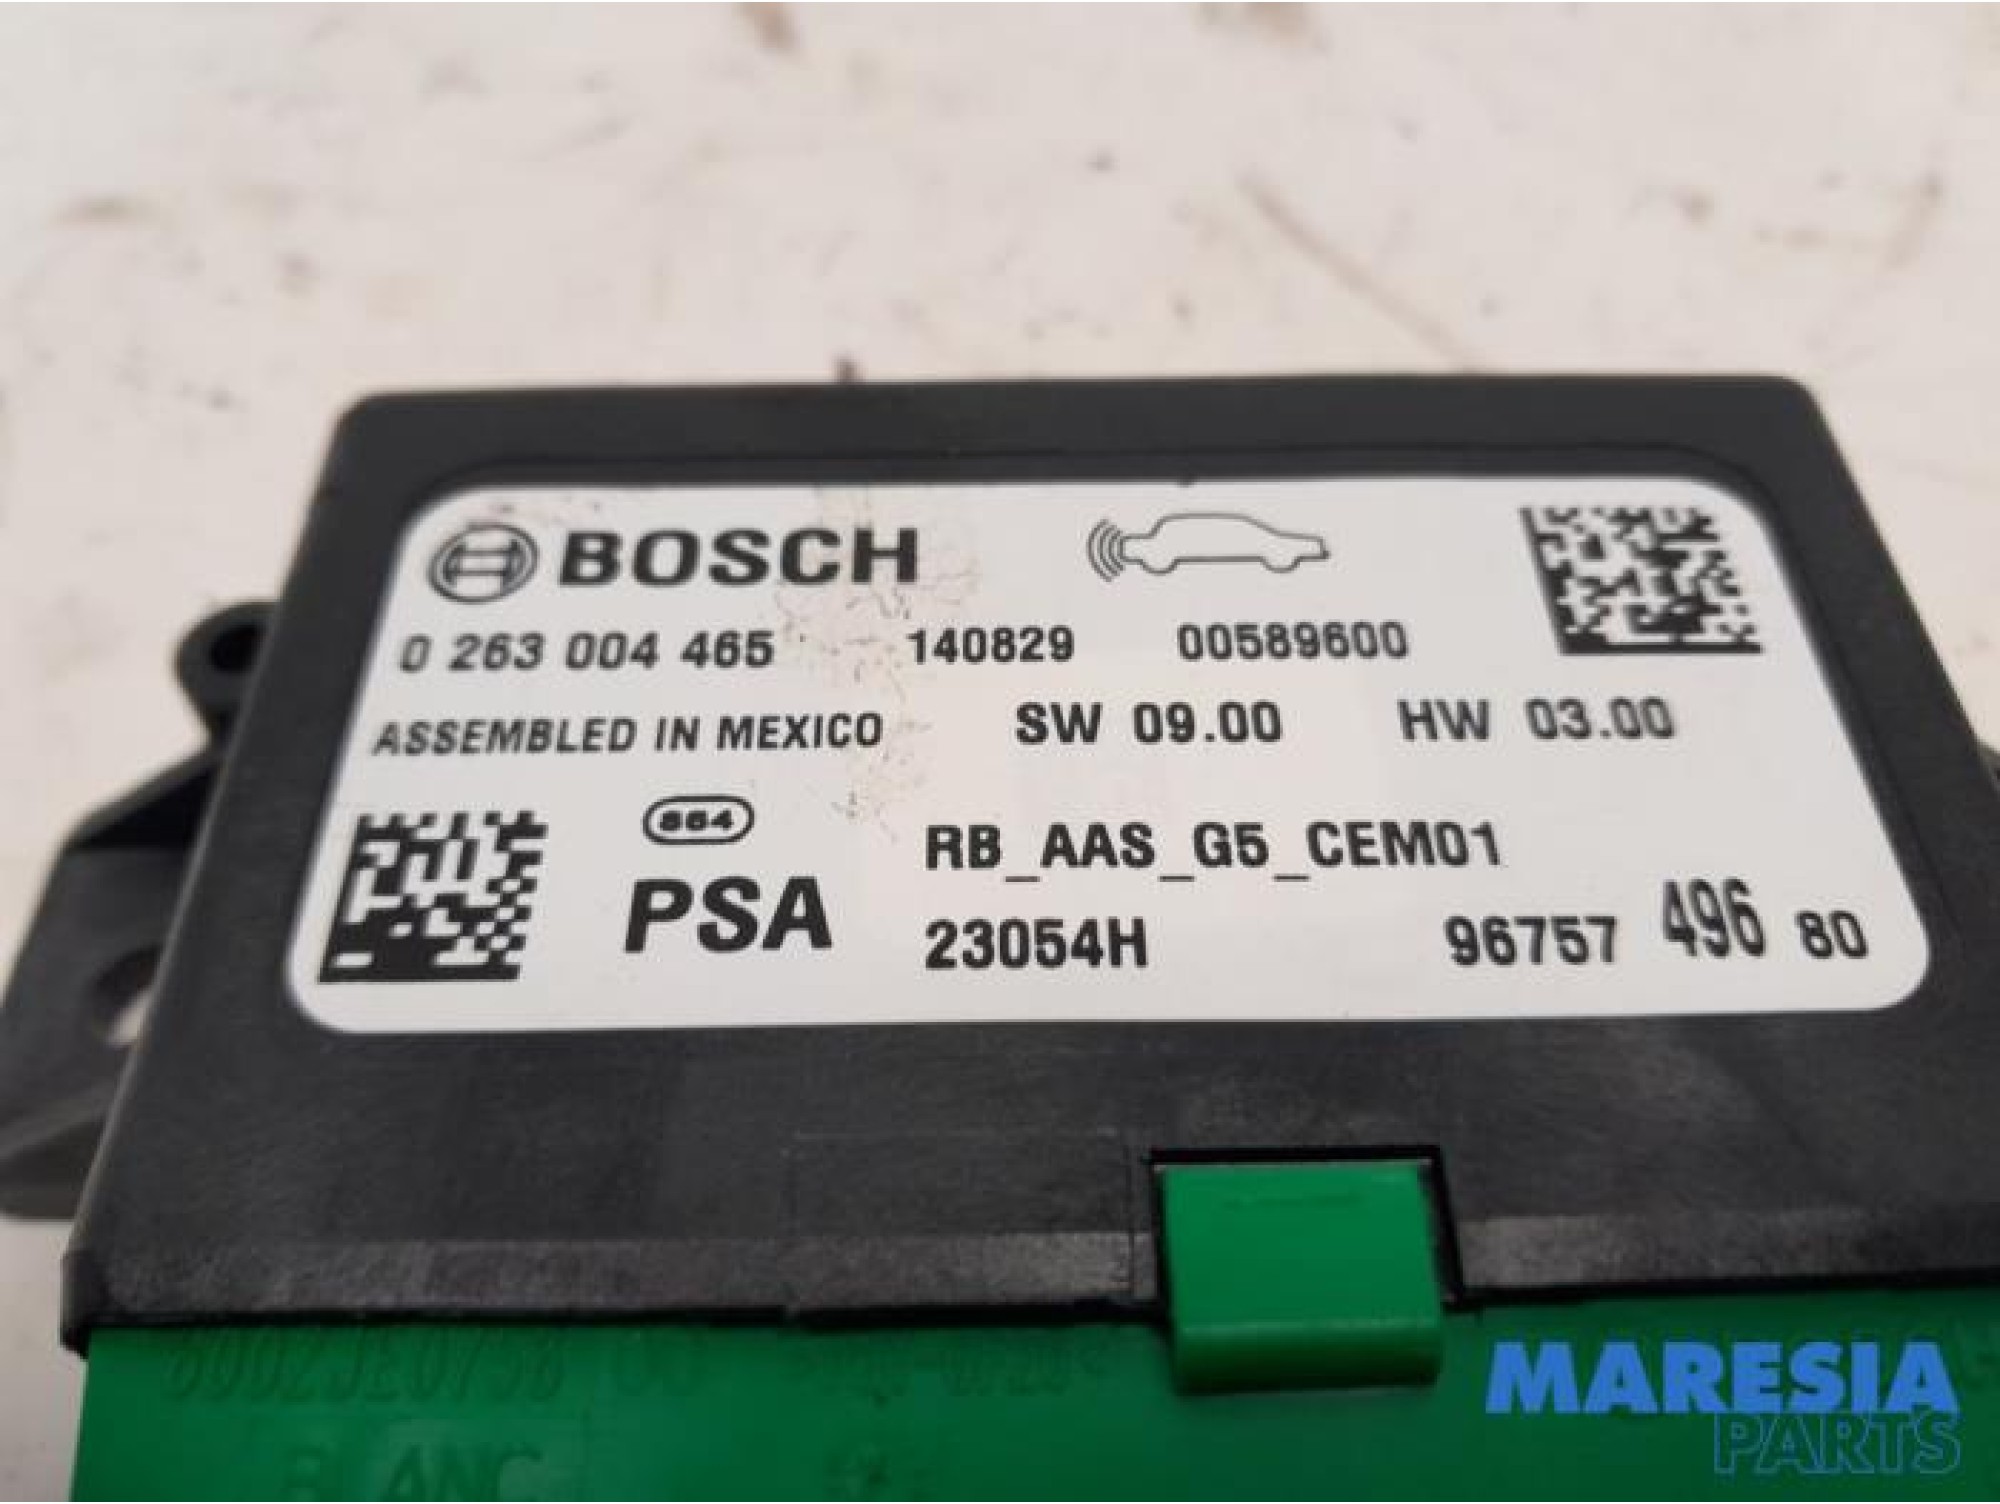 BOSCH
0 263 004 465 140829 00589600
ASSEMBLED IN MEXICO SW 09.00 HW 03.00
664
RB_AAS_G5_CEM01
PSA 23054H 96757 496 80
MARESIA
PARTS